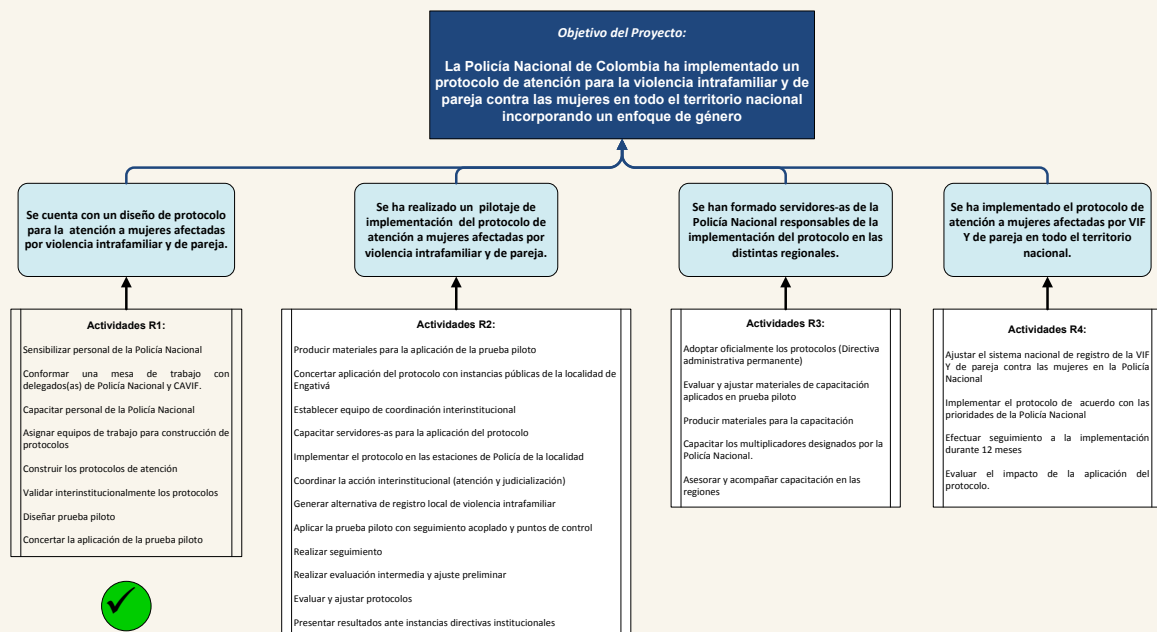 Objetivo del Proyecto:
La Policía Nacional de Colombia ha implementado un
protocolo de atención para la violencia intrafamiliar y de
pareja contra las mujeres en todo el territorio nacional
incorporando un enfoque de género
Se cuenta con un diseño de protocolo
para la atención a mujeres afectadas
por violencia intrafamiliar y de pareja.
Se ha realizado un pilotaje de
implementación del protocolo de
atención a mujeres afectadas por
violencia intrafamiliar y de pareja.
Se han formado servidores-as de la
Policía Nacional responsables de la
implementación del protocolo en las
distintas regionales.
Se ha implementado el protocolo de
atención a mujeres afectadas por VIF
Y de pareja en todo el territorio
nacional.
Actividades R1:
Sensibilizar personal de la Policía Nacional
Conformar una mesa de trabajo con
delegados(as) de Policía Nacional y CAVIF.
Capacitar personal de la Policía Nacional
Asignar equipos de trabajo para construcción de
protocolos
Construir los protocolos de atención
Validar interinstitucionalmente los protocolos
Diseñar prueba piloto
Concertar la aplicación de la prueba piloto
Actividades R2:
Producir materiales para la aplicación de la prueba piloto
Concertar aplicación del protocolo con instancias públicas de la localidad de
Engativá
Establecer equipo de coordinación interinstitucional
Capacitar servidores-as para la aplicación del protocolo
Implementar el protocolo en las estaciones de Policía de la localidad
Coordinar la acción interinstitucional (atención y judicialización)
Generar alternativa de registro local de violencia intrafamiliar
Aplicar la prueba piloto con seguimiento acoplado y puntos de control
Realizar seguimiento
Realizar evaluación intermedia y ajuste preliminar
Evaluar y ajustar protocolos
Presentar resultados ante instancias directivas institucionales
Actividades R3:
Adoptar oficialmente los protocolos (Directiva
administrativa permanente)
Evaluar y ajustar materiales de capacitación
aplicados en prueba piloto
Producir materiales para la capacitación
Capacitar los multiplicadores designados por la
Policía Nacional.
Asesorar y acompañar capacitación en las
regiones
Actividades R4:
Ajustar el sistema nacional de registro de la VIF
Y de pareja contra las mujeres en la Policía
Nacional
Implementar el protocolo de acuerdo con las
prioridades de la Policía Nacional
Efectuar seguimiento a la implementación
durante 12 meses
Evaluar el impacto de la aplicación del
protocolo.